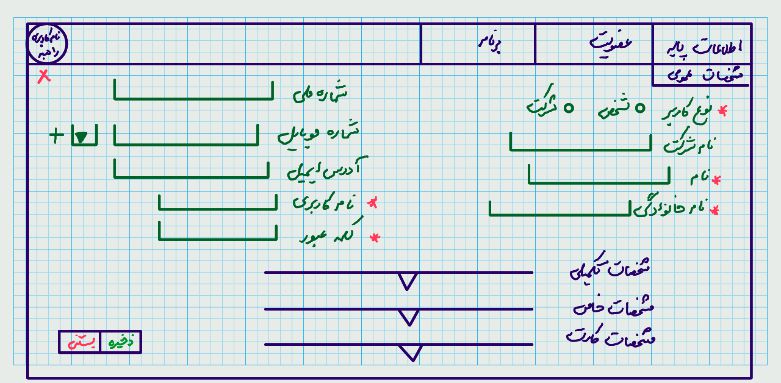 اطلاعات پایه
عضویت
برنامه
نام کاربری
راهبر
مشخصات عمومی
* نوع کاربر
شخص
شرکت
نام شرکت
* نام
* نام خانوادگی
X
شماره ملی
شماره موبایل
+
آدرس ایمیل
* نام کاربری
* کلمه عبور
مشخصات تکمیلی
مشخصات خاص
مشخصات کارت
ذخیره
بستن